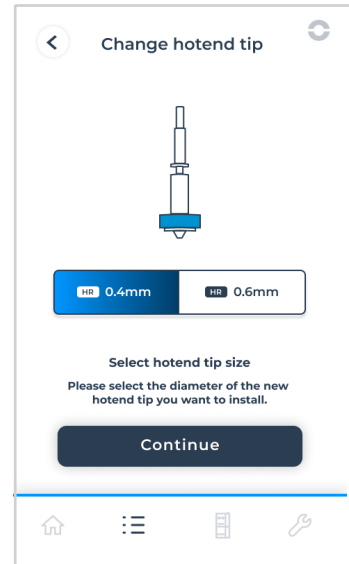 Change hotend tip
HR 0.4mm
HR 0.6mm
Select hotend tip size
Please select the diameter of the new
hotend tip you want to install.
Continue